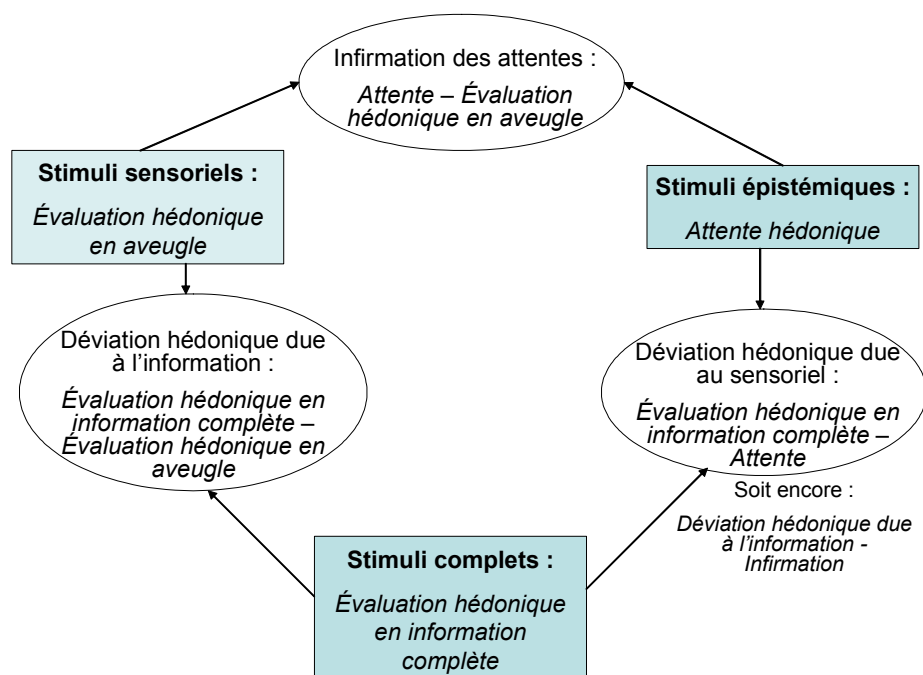 Infirmation des attentes :
Attente – Évaluation
hédonique en aveugle
Stimuli sensoriels :
Évaluation hédonique
en aveugle
Stimuli épistémiques :
Attente hédonique
Déviation hédonique due
à l’information :
Évaluation hédonique en
information complète –
Évaluation hédonique en
aveugle
Déviation hédonique due
au sensoriel :
Évaluation hédonique en
information complète –
Attente
Soit encore :
Déviation hédonique due
à l’information -
Infirmation
Stimuli complets :
Évaluation hédonique
en information
complète